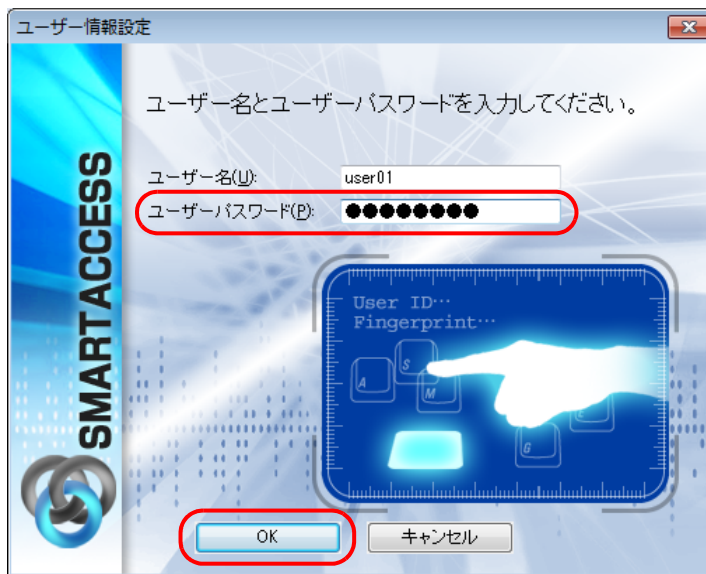 ユーザー情報設定
SMARTACCESS
ユーザー名とユーザーパスワードを入力してください。
ユーザー名(U):
user01
ユーザーパスワード(P):
●●●●●●●●
User ID…
Fingerprint…
S
A
M
G
OK
キャンセル